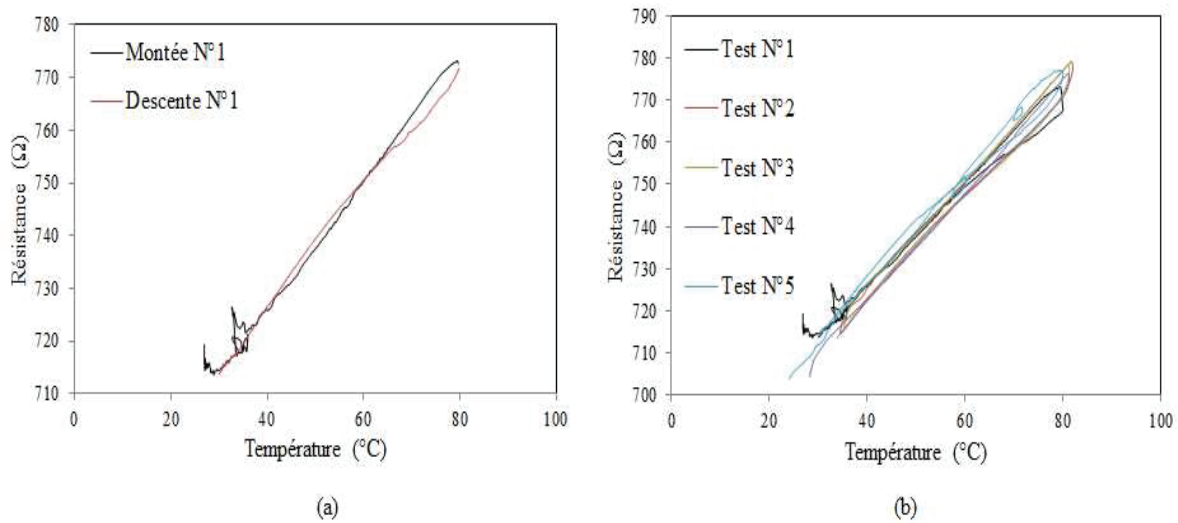 780
770
760
750
740
730
720
710
0 20 40 60 80 100
Résistance (Ω)
Température (°C)
Montée N°1
Descente N°1
(a)
790
780
770
760
750
740
730
720
710
700
0 20 40 60 80 100
Résistance (Ω)
Température (°C)
Test N°1
Test N°2
Test N°3
Test N°4
Test N°5
(b)